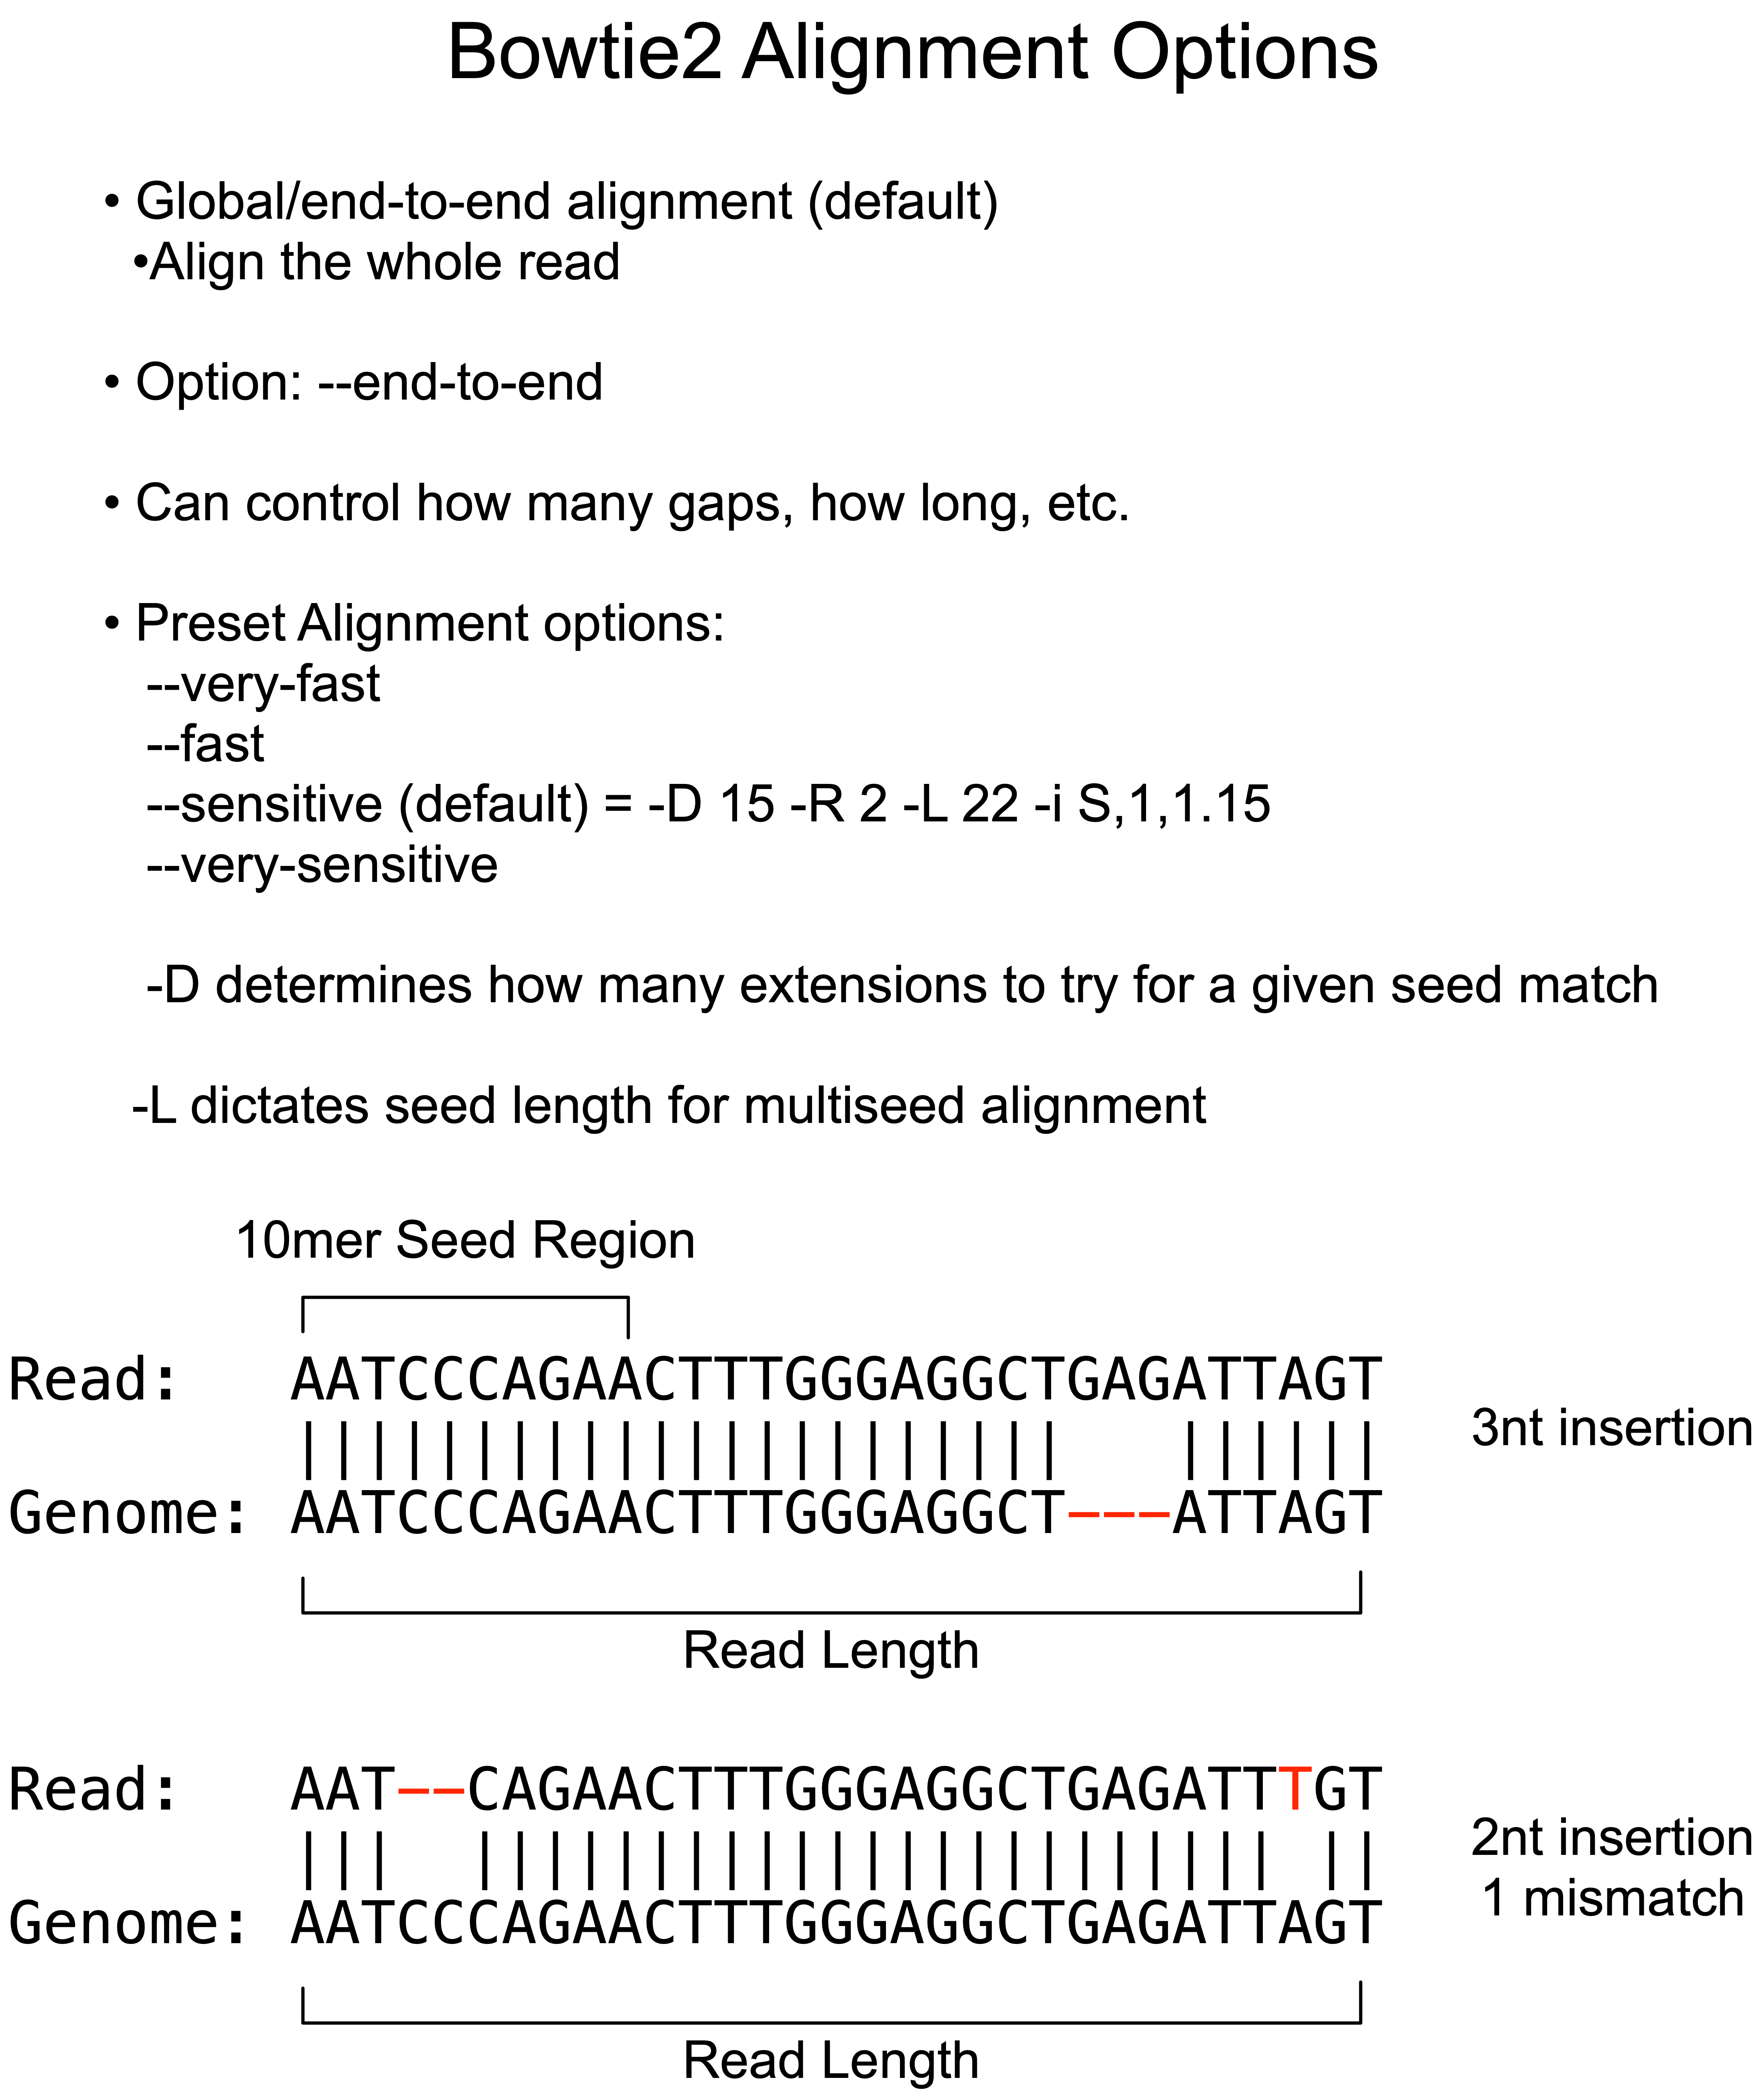 Bowtie2 Alignment Options
• Global/end-to-end alignment (default)
•Align the whole read
• Option: --end-to-end
• Can control how many gaps, how long, etc.
• Preset Alignment options:
--very-fast
--fast
--sensitive (default) = -D 15 -R 2 -L 22 -i S,1,1.15
--very-sensitive
-D determines how many extensions to try for a given seed match
-L dictates seed length for multiseed alignment
10mer Seed Region
Read: AATCCCAGAACTTTGGGAGGCTGAGATTAGT
|||||||||||||||||||||| ||||||
3nt insertion
Genome: AATCCCAGAACTTTGGGAGGCT---ATTAGT
Read Length
Read: AAT--CAGAACTTTGGGAGGCTGAGATTTGT
||| ||||||||||||||||||||||| ||
2nt insertion
1 mismatch
Genome: AATCCCAGAACTTTGGGAGGCTGAGATTAGT
Read Length